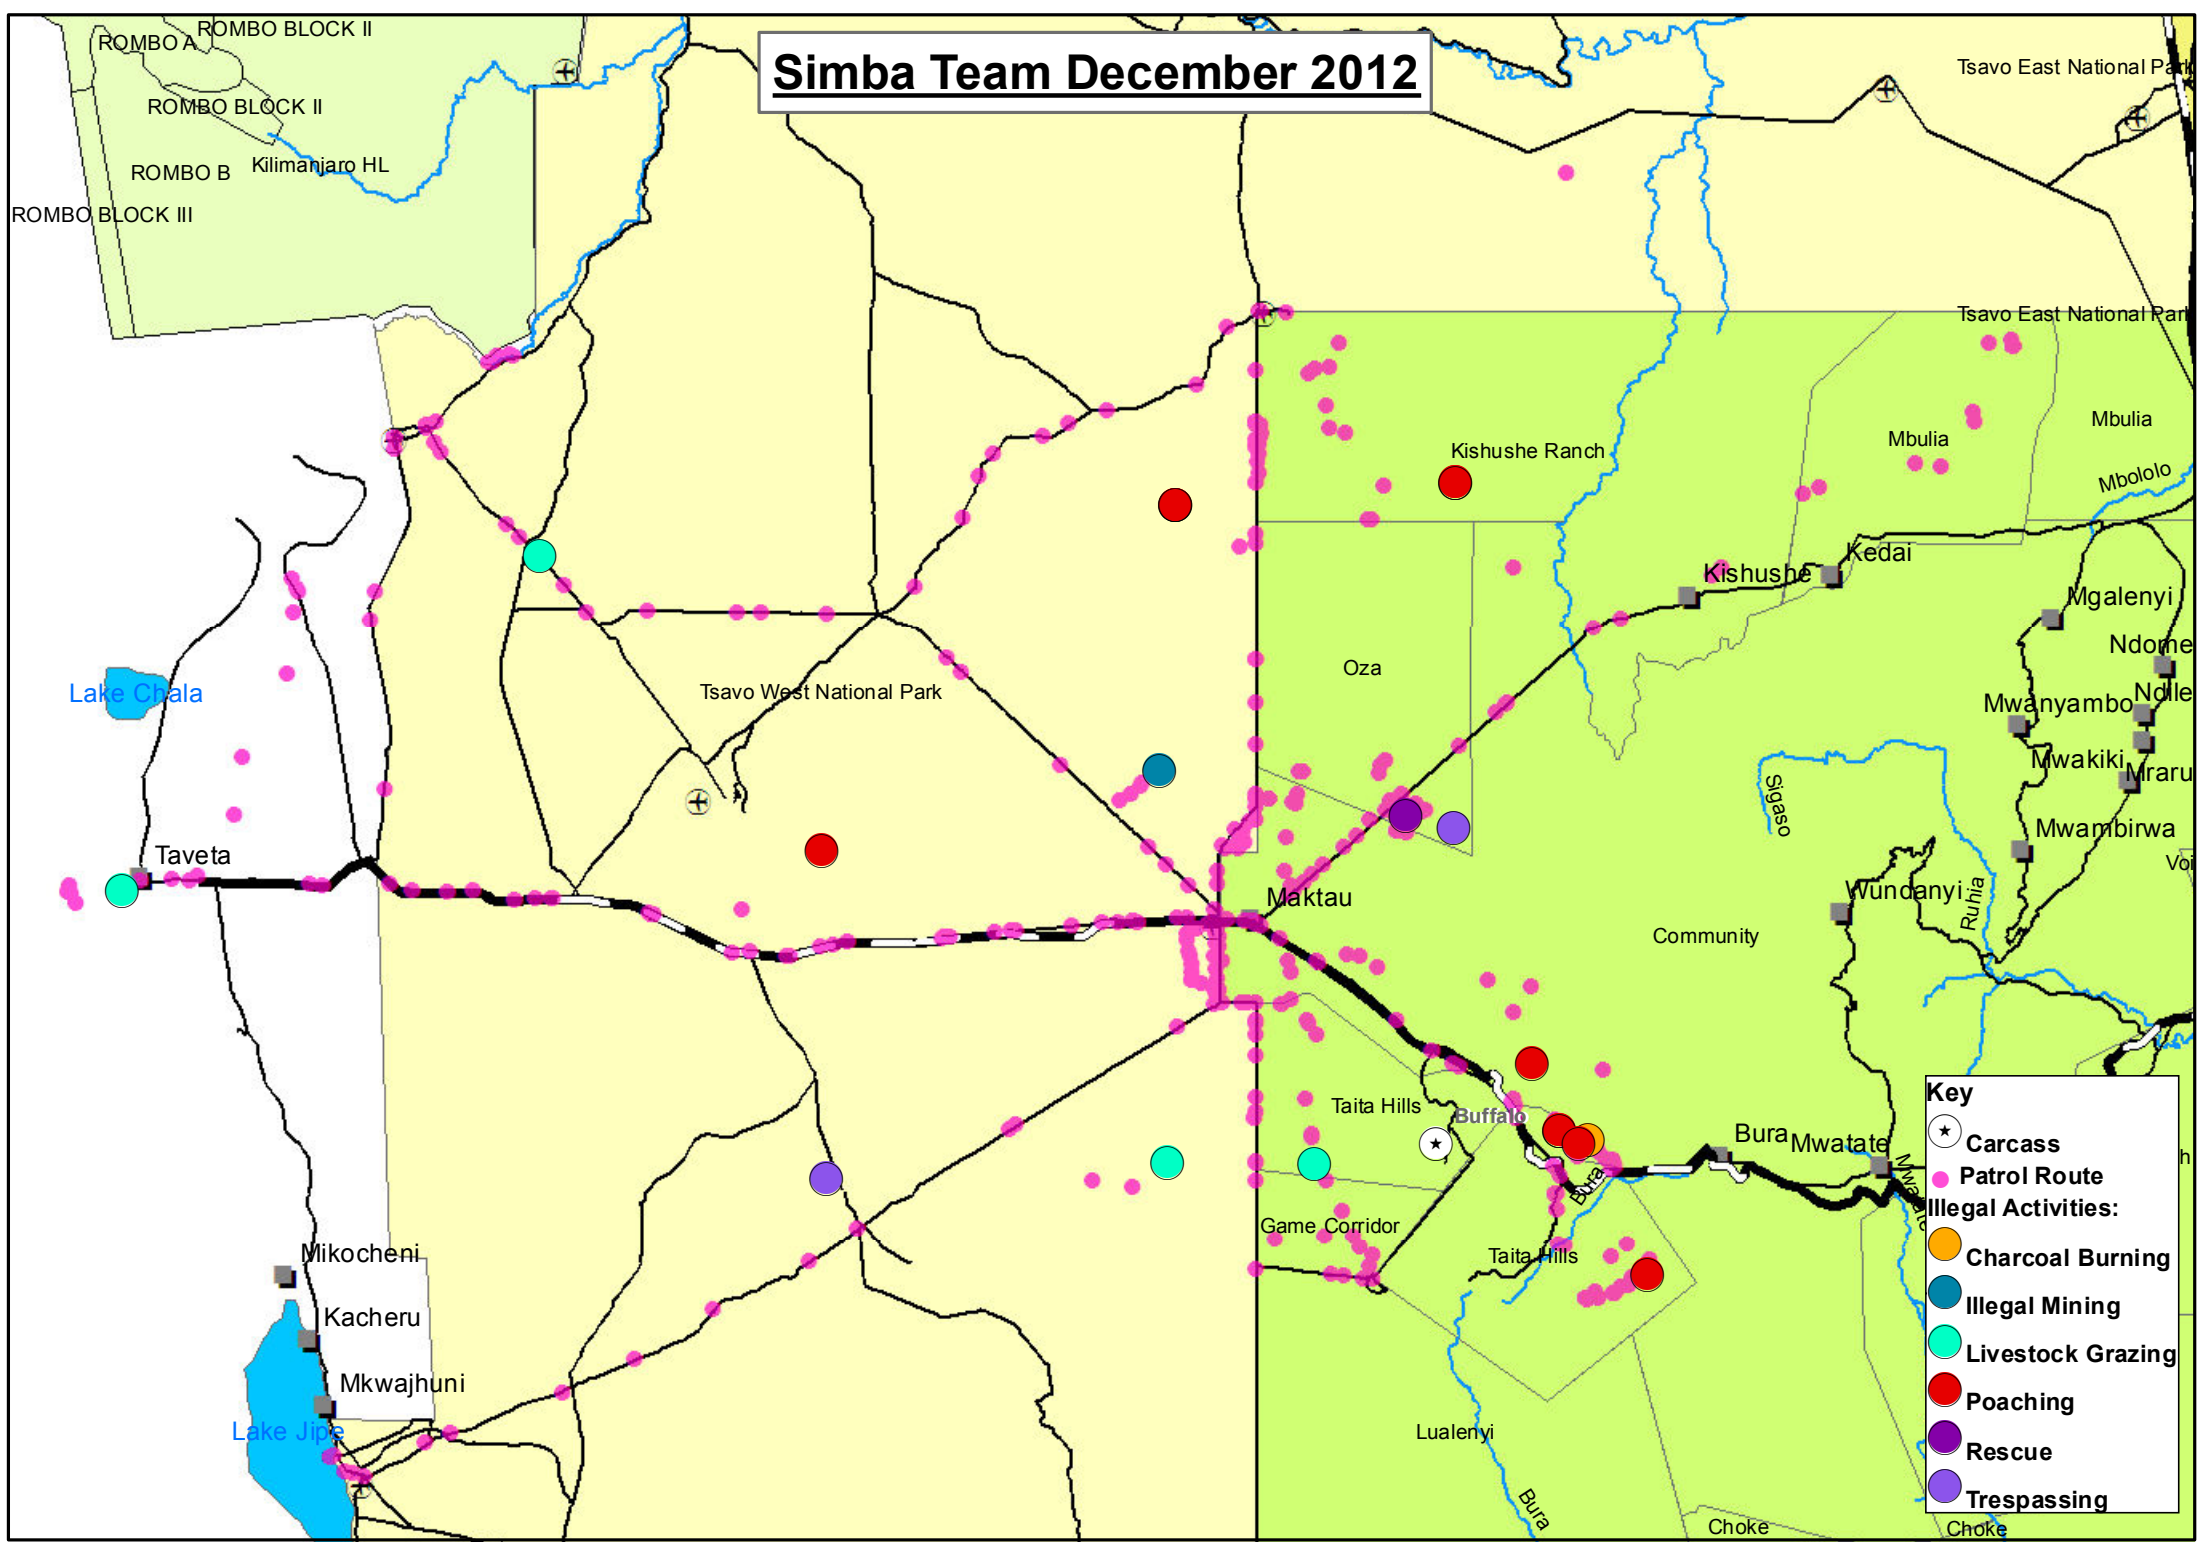 Simba Team December 2012
ROMBO A
ROMBO BLOCK II
ROMBO BLOCK II
ROMBO B
Kilimanjaro HL
ROMBO BLOCK III
Tsavo East National Park
Tsavo East National Park
Mbulia
Mbulia
Kishushe Ranch
Mbololo
Kedai
Kishushe
Mgalenyi
Ndome
Oza
Lake Chala
Tsavo West National Park
Mwanyambo
Ndile
Mwakiki
Mraru
Sigaso
Mwambirwa
Voi
Taveta
Maktau
Wundanyi
Ruhia
Community
Taita Hills
Buffalo
Bura
Mwatate
Mwatate
Bura
Game Corridor
Taita Hills
Mikocheni
Kacheru
Mkwajhuni
Lake Jipe
Lualenyi
Bura
Choke
Choke
Key
Carcass
Patrol Route
Illegal Activities:
Charcoal Burning
Illegal Mining
Livestock Grazing
Poaching
Rescue
Trespassing